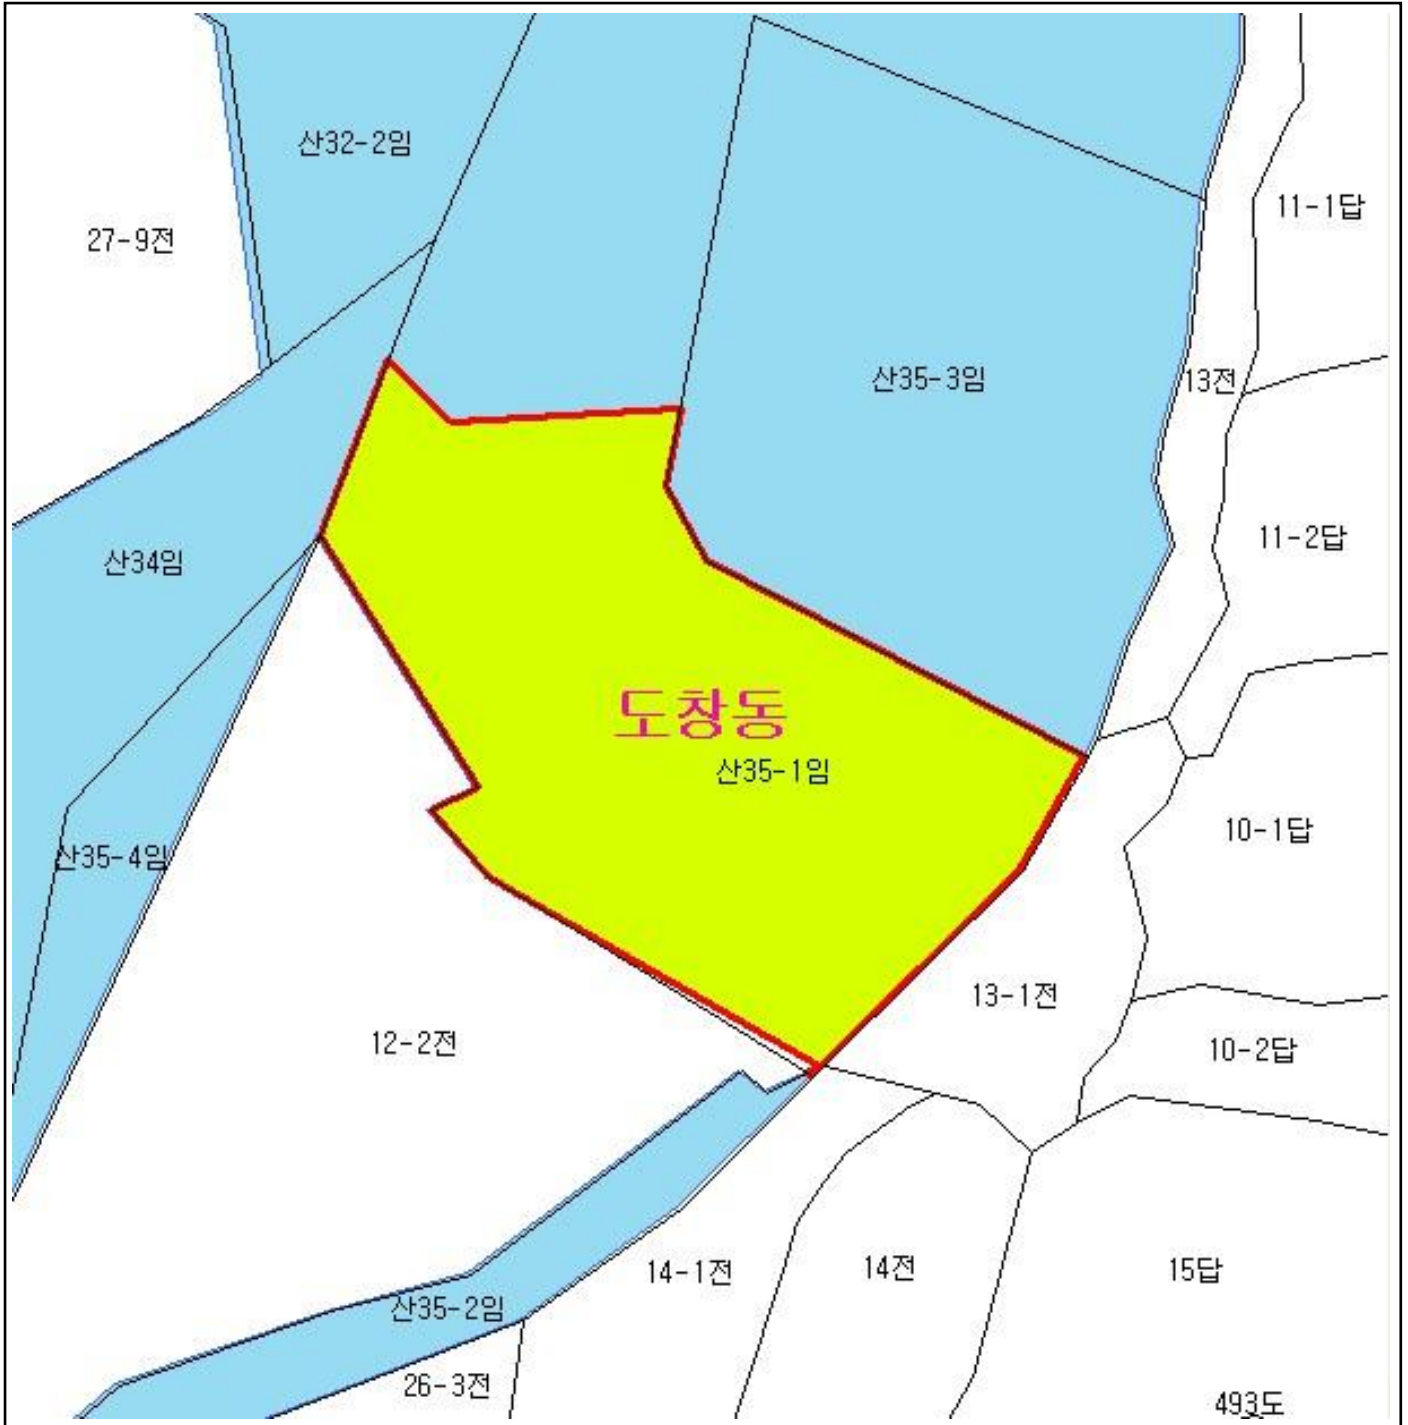 산32-2임
11-1답
27-9전
산35-3임
13전
11-2답
산34임
도창동
산35-1임
10-1답
산35-4임
13-1전
12-2전
10-2답
14-1전
14전
15답
산35-2임
26-3전
493도